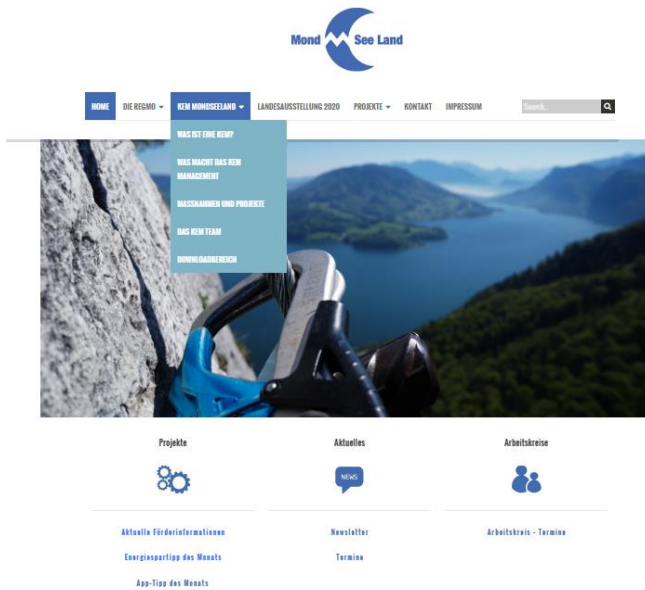 Mond See Land
HOME DIE REGMO KEM MONDSEELAND LANDESAUSSTELLUNG 2020 PROJEKTE KONTAKT IMPRESSUM Search..
WAS IST EINE KEM?
WAS MACHT DAS KEM
MANAGEMENT
MASSNAHMEN UND PROJEKTE
DAS KEM TEAM
DOWNLOADBEREICH
Projekte Aktuelles Arbeitskreise
NEWS
Aktuelle Förderinformationen Newsletter Arbeitskreis - Termine
Energiespartipp des Monats Termine
App-Tipp des Monats